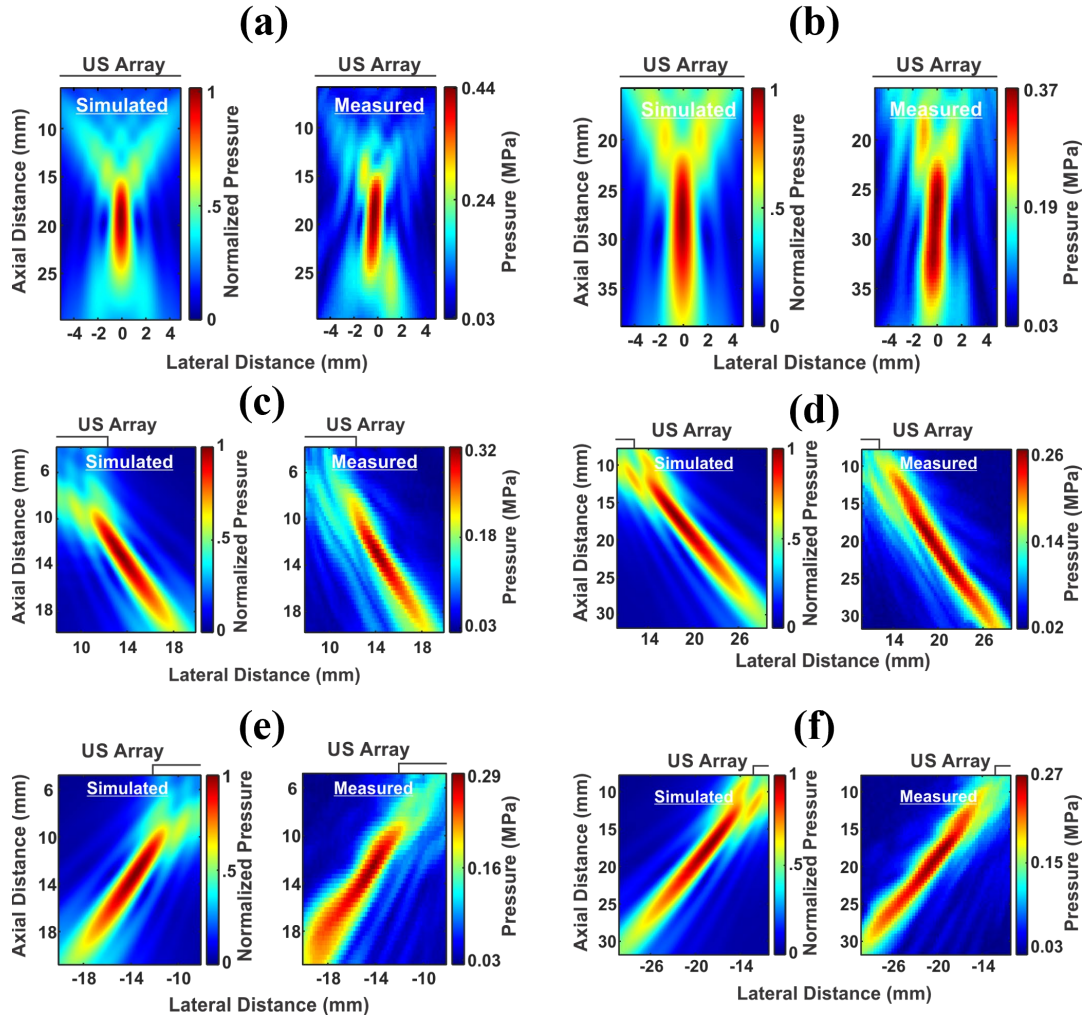 (a)
US Array
US Array
Simulated
Measured
Axial Distance (mm)
10
15
20
25
-4 -2 0 2 4
1
.5
0
Normalized Pressure
-4 -2 0 2 4
0.44
0.24
0.03
Pressure (MPa)
Lateral Distance (mm)
(b)
US Array
US Array
Simulated
Measured
Axial Distance (mm)
20
25
30
35
-4 -2 0 2 4
1
.5
0
Normalized Pressure
20
25
30
35
-4 -2 0 2 4
0.37
0.19
0.03
Pressure (MPa)
Lateral Distance (mm)
(c)
US Array
Simulated
Measured
Axial Distance (mm)
6
10
14
18
10 14 18
1
.5
0
Normalized Pressure
6
10
14
18
10 14 18
0.32
0.18
0.03
Pressure (MPa)
Lateral Distance (mm)
(d)
US Array
US Array
Simulated
Measured
Axial Distance (mm)
10
15
20
25
30
14 20 26
1
.5
0
Normalized Pressure
10
15
20
25
30
14 20 26
0.26
0.14
0.02
Pressure (MPa)
Lateral Distance (mm)
(e)
US Array
US Array
Simulated
Measured
Axial Distance (mm)
6
10
14
18
-18 -14 -10
1
.5
0
Normalized Pressure
6
10
14
18
-18 -14 -10
0.29
0.16
0.03
Pressure (MPa)
Lateral Distance (mm)
(f)
US Array
US Array
Simulated
Measured
Axial Distance (mm)
10
15
20
25
30
-26 -20 -14
1
.5
0
Normalized Pressure
10
15
20
25
30
-26 -20 -14
0.27
0.15
0.03
Pressure (MPa)
Lateral Distance (mm)